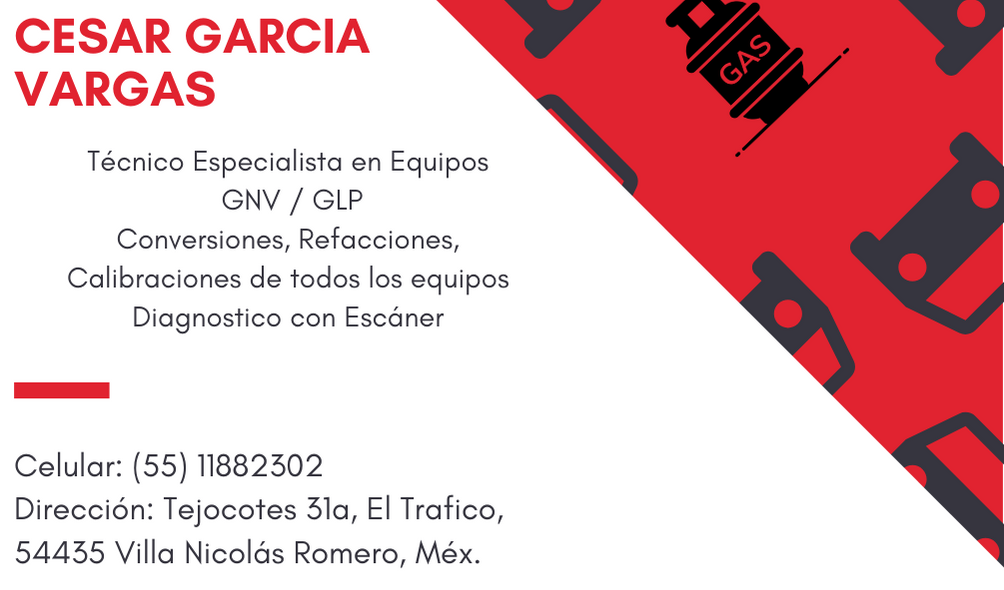 CESAR GARCIA
VARGAS
GAS
Técnico Especialista en Equipos
GNV / GLP
Conversiones, Refacciones,
Calibraciones de todos los equipos
Diagnostico con Escáner
Celular: (55) 11882302
Dirección: Tejocotes 31a, El Trafico,
54435 Villa Nicolás Romero, Méx.